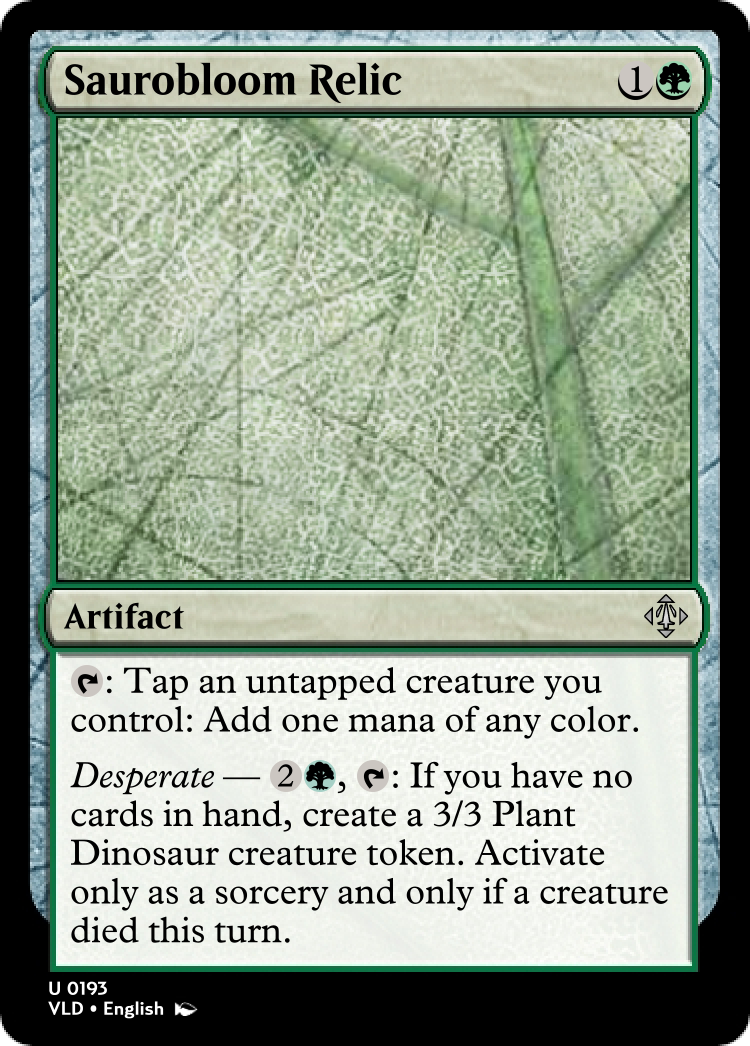 Saurobloom Relic 1
Artifact
: Tap an untapped creature you
control: Add one mana of any color.
Desperate — 2 , : If you have no
cards in hand, create a 3/3 Plant
Dinosaur creature token. Activate
only as a sorcery and only if a creature
died this turn.
U 0193
VLD • English